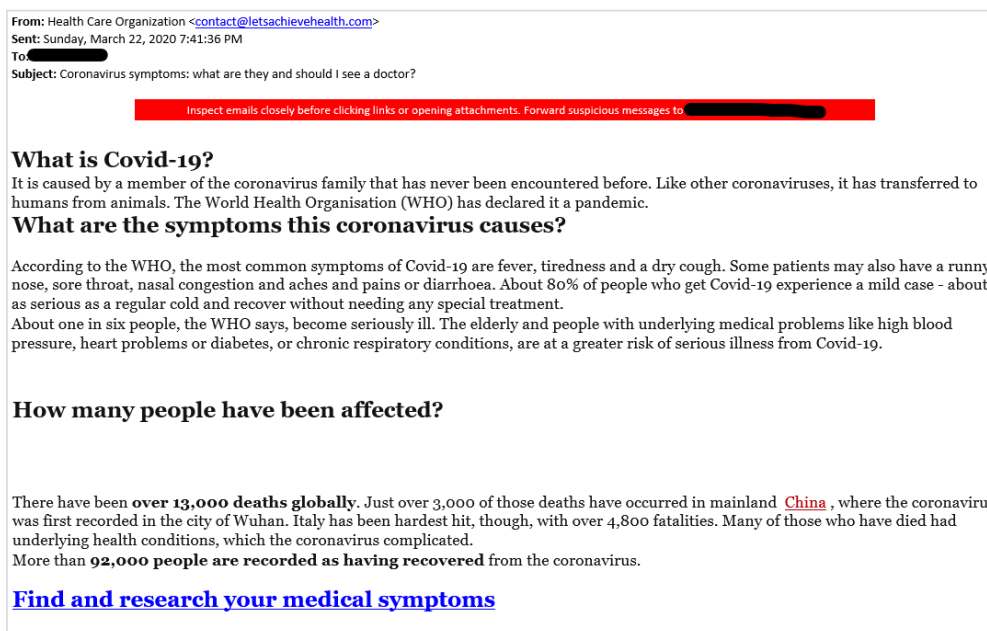 From: Health Care Organization <contact@letsachievehealth.com>
Sent: Sunday, March 22, 2020 7:41:36 PM
To:
Subject: Coronavirus symptoms: what are they and should I see a doctor?
Inspect emails closely before clicking links or opening attachments. Forward suspicious messages to
What is Covid-19?
It is caused by a member of the coronavirus family that has never been encountered before. Like other coronaviruses, it has transferred to
humans from animals. The World Health Organisation (WHO) has declared it a pandemic.
What are the symptoms this coronavirus causes?
According to the WHO, the most common symptoms of Covid-19 are fever, tiredness and a dry cough. Some patients may also have a runny
nose, sore throat, nasal congestion and aches and pains or diarrhoea. About 80% of people who get Covid-19 experience a mild case - about
as serious as a regular cold and recover without needing any special treatment.
About one in six people, the WHO says, become seriously ill. The elderly and people with underlying medical problems like high blood
pressure, heart problems or diabetes, or chronic respiratory conditions, are at a greater risk of serious illness from Covid-19.
How many people have been affected?
There have been over 13,000 deaths globally. Just over 3,000 of those deaths have occurred in mainland China , where the coronaviru
was first recorded in the city of Wuhan. Italy has been hardest hit, though, with over 4,800 fatalities. Many of those who have died had
underlying health conditions, which the coronavirus complicated.
More than 92,000 people are recorded as having recovered from the coronavirus.
Find and research your medical symptoms